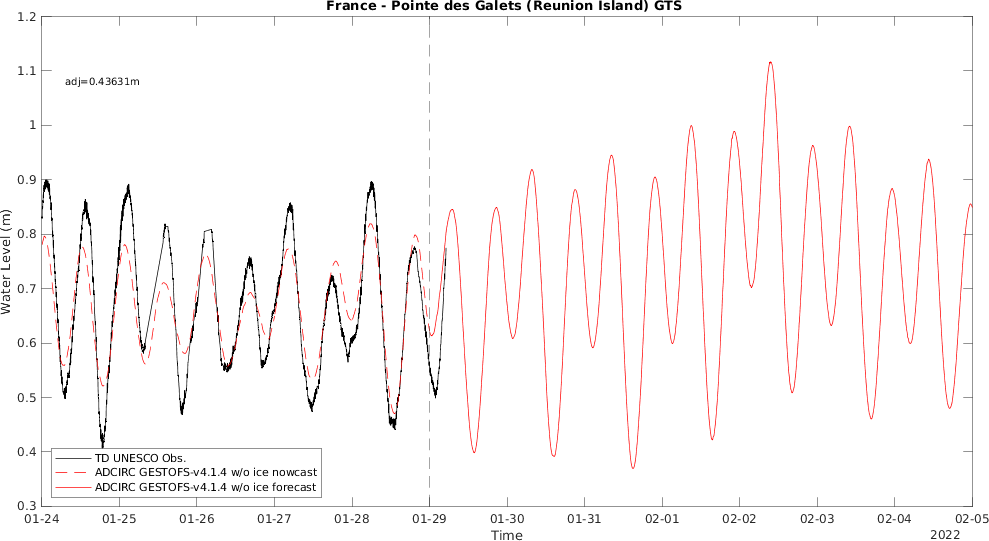 France - Pointe des Galets (Reunion Island) GTS
1.2
1.1
1
0.9
0.8
0.7
0.6
0.5
0.4
0.3
Water Level (m)
adj=0.43631m
TD UNESCO Obs.
ADCIRC GESTOFS-v4.1.4 w/o ice nowcast
ADCIRC GESTOFS-v4.1.4 w/o ice forecast
01-24 01-25 01-26 01-27 01-28 01-29 01-30 01-31 02-01 02-02 02-03 02-04 02-05
Time
2022